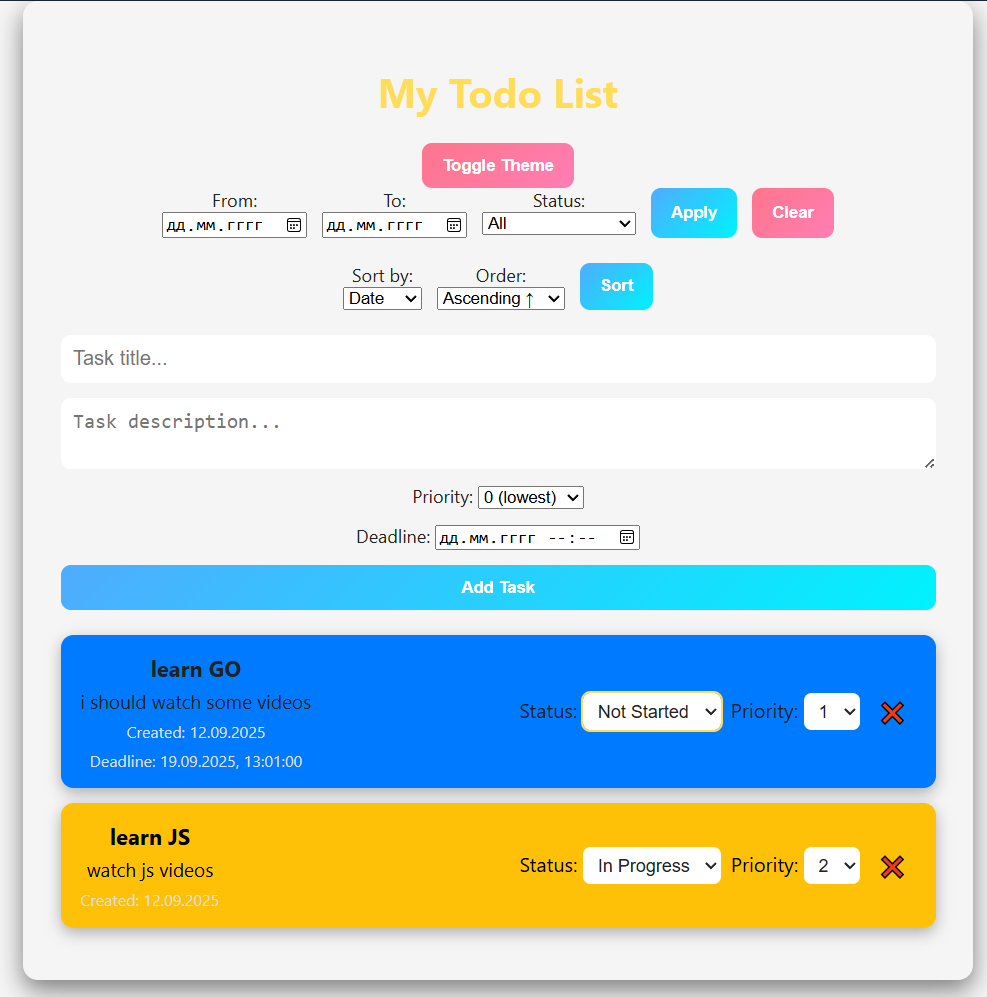 My Todo List
Toggle Theme
From: To: Status:
дд.мм.гггг дд.мм.гггг All Apply Clear
Sort by: Order:
Date Ascending ↑ Sort
Task title...
Task description...
Priority: 0 (lowest)
Deadline: дд.мм.гггг --:--
Add Task
learn GO
i should watch some videos
Created: 12.09.2025
Deadline: 19.09.2025, 13:01:00
Status: Not Started Priority: 1
learn JS
watch js videos
Created: 12.09.2025
Status: In Progress Priority: 2